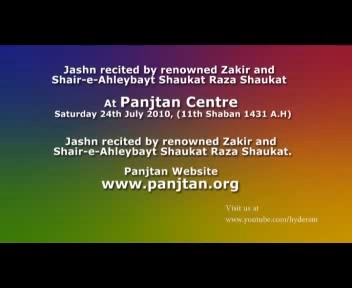 Jashn recited by renowned Zakir and
Shair-e-Ahleybayt Shaukat Raza Shaukat
At Panjtan Centre
Saturday 24th July 2010, (11th Shaban 1431 A.H)
Jashn recited by renowned Zakir and
Shair-e-Ahleybayt Shaukat Raza Shaukat.
Panjtan Website
www.panjtan.org
Visit us at
www.youtube.com/hydersm